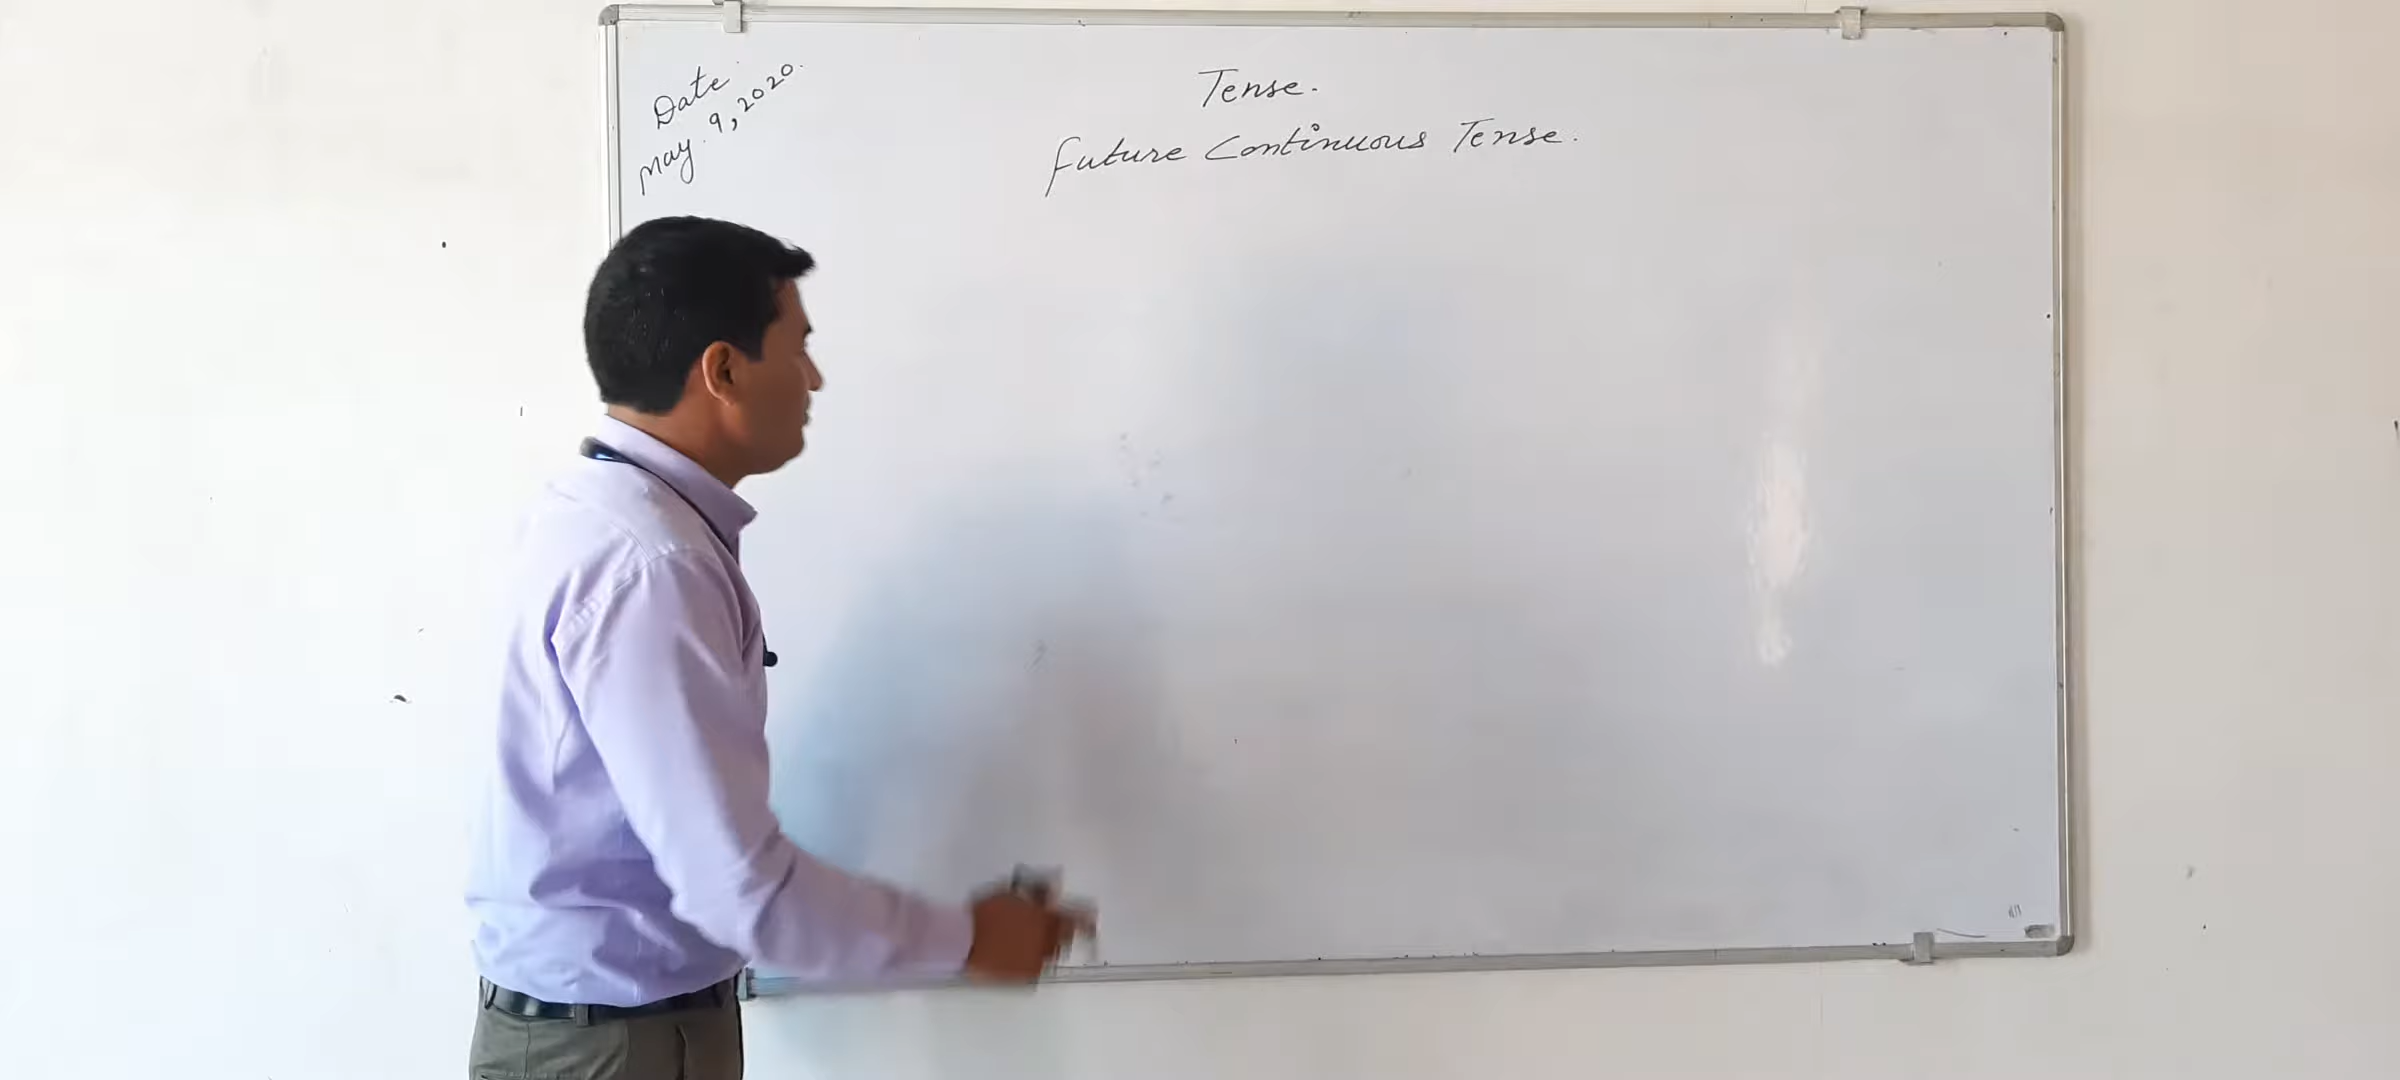 Date
May. 9, 2020.
Tense.
Future Continuous Tense.